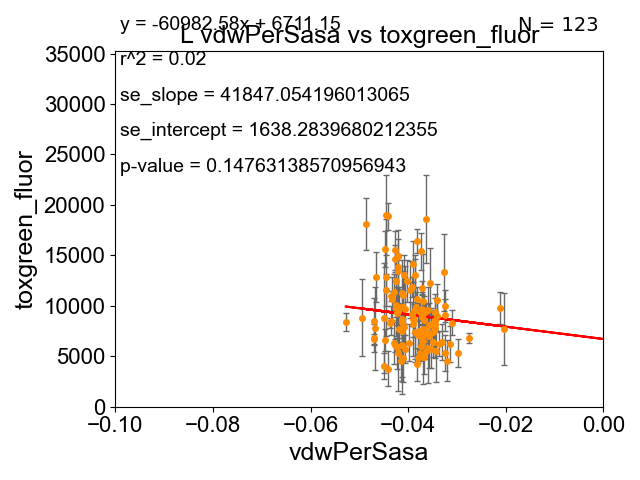 y = -60982.58x + 6711.15
N = 123
L vdwPerSasa vs toxgreen_fluor
r^2 = 0.02
se_slope = 41847.054196013065
se_intercept = 1638.2839680212355
p-value = 0.14763138570956943
35000
30000
25000
20000
15000
10000
5000
0
toxgreen_fluor
−0.10
−0.08
−0.06
−0.04
−0.02
0.00
vdwPerSasa